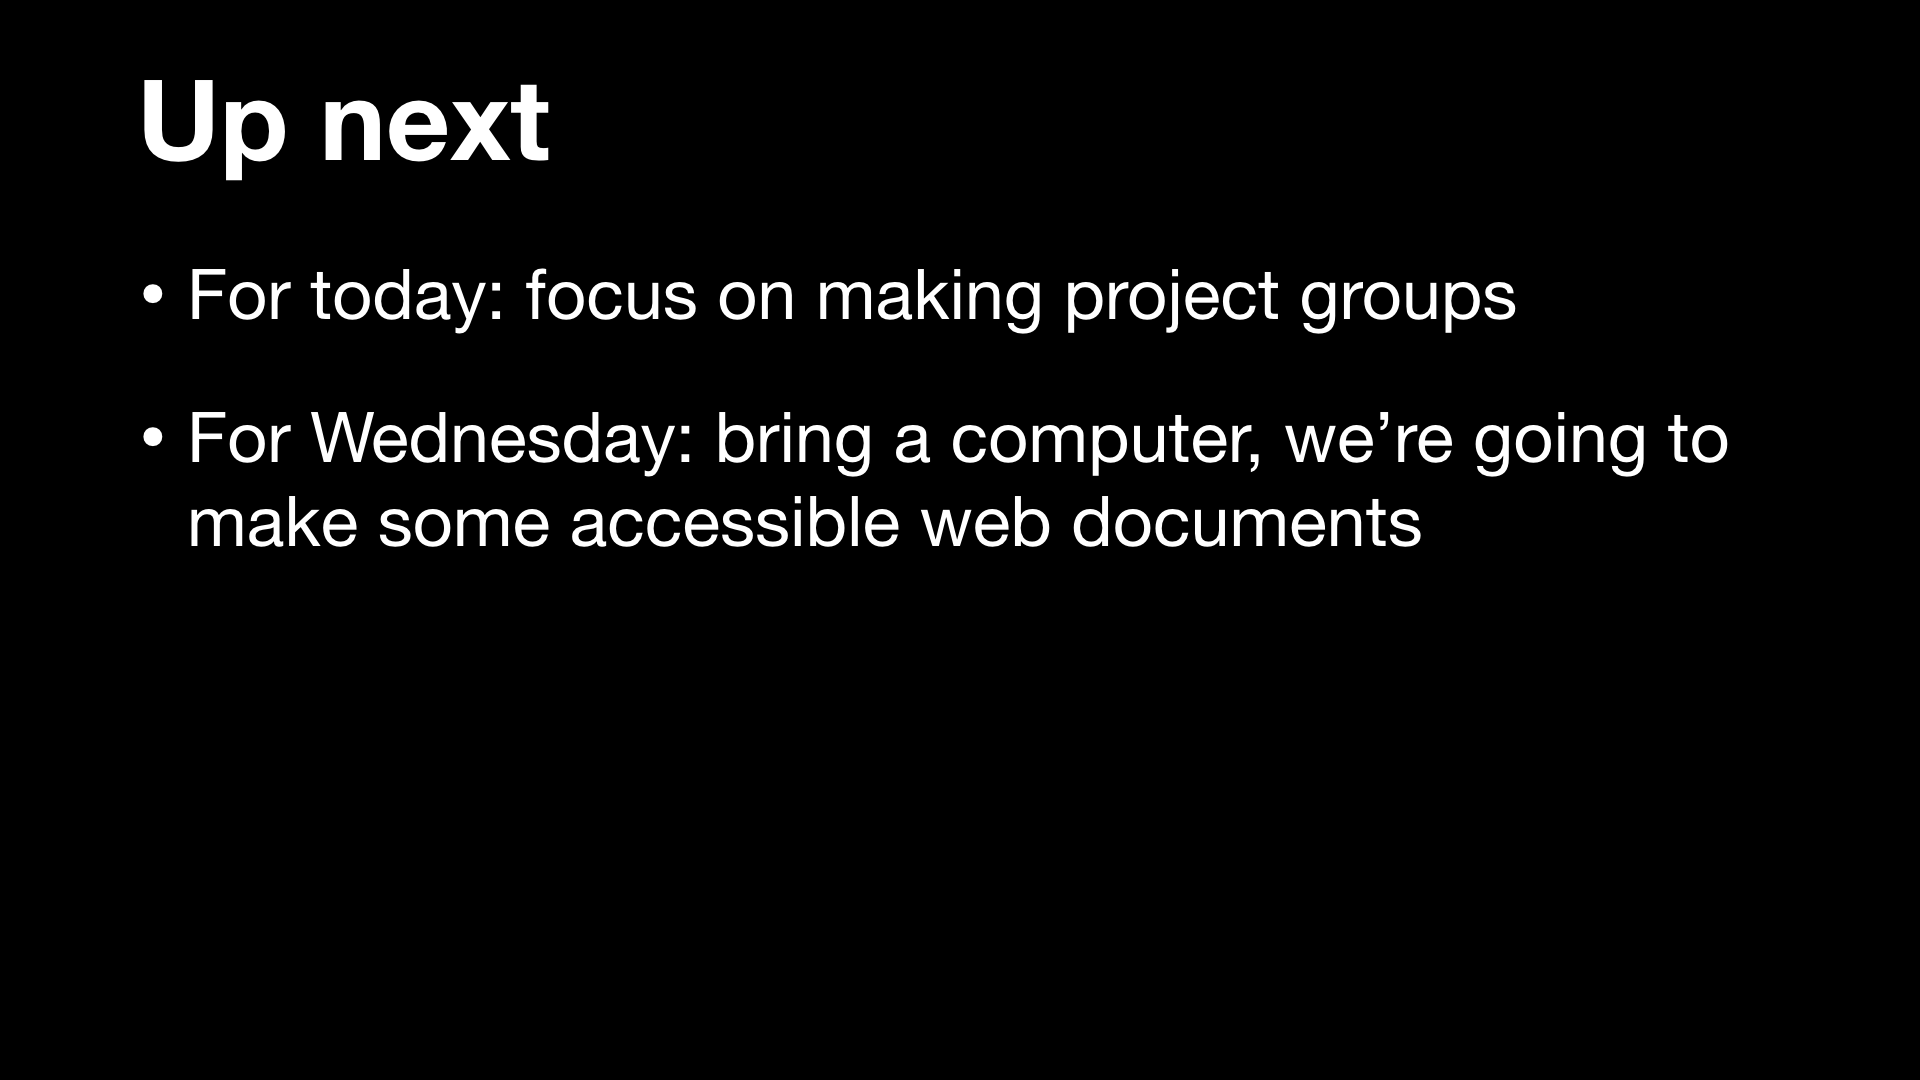 Up next
• For today: focus on making project groups
• For Wednesday: bring a computer, we’re going to
make some accessible web documents